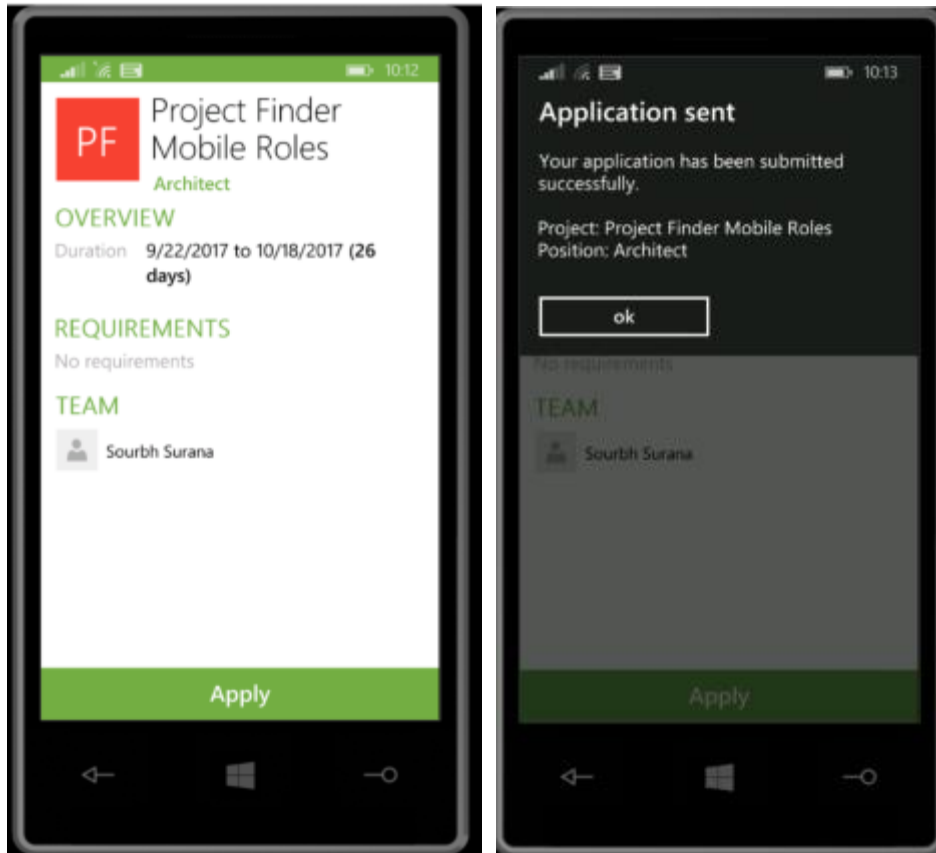 10:12
PF
Project Finder
Mobile Roles
Architect
OVERVIEW
Duration 9/22/2017 to 10/18/2017 (26
days)
REQUIREMENTS
No requirements
TEAM
Sourbh Surana
Apply
10:13
Application sent
Your application has been submitted
successfully.
Project: Project Finder Mobile Roles
Position: Architect
ok
No requirements
TEAM
Sourbh Surana
Apply